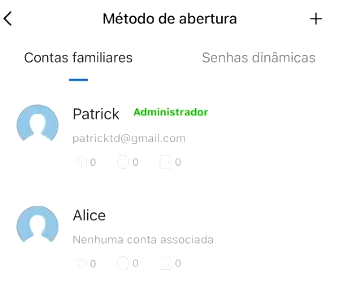 Método de abertura
Contas familiares Senhas dinâmicas
Patrick Administrador
patricktd@gmail.com
0 0 0
Alice
Nenhuma conta associada
0 0 0